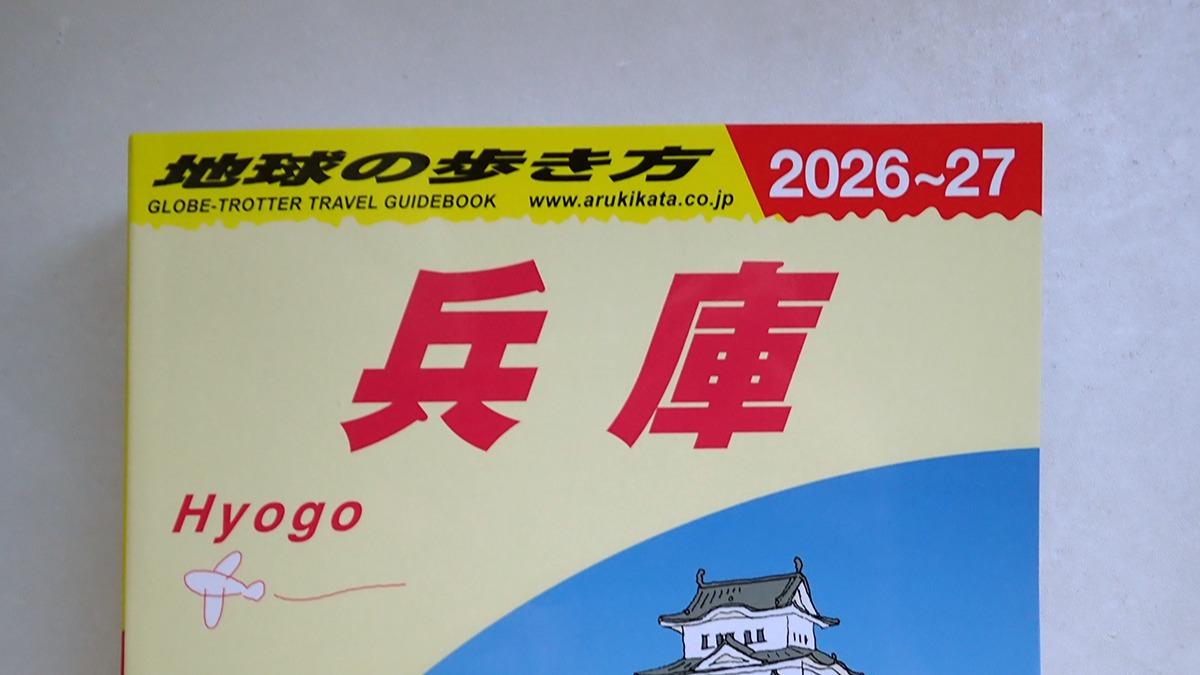 地球の歩き方 2026~27
GLOBE-TROTTER TRAVEL GUIDEBOOK www.arukikata.co.jp
兵庫
Hyogo